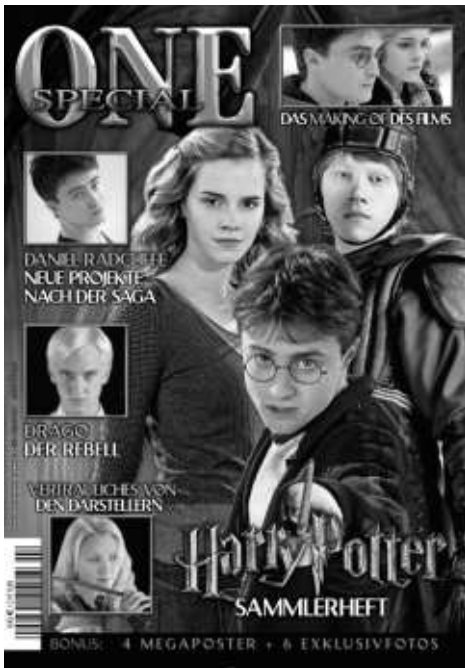 ONE
SPECIAL
DAS MAKING OF DES FILMS
DANIEL RADCLIFFE
NEUE PROJEKTE
NACH DER SAGA
DRAGO
DER REBELL
VERTRAULICHES VON
DEN DARSTELLERN
Harry Potter
SAMMLERHEFT
BONUS: 4 MEGAPOSTER + 6 EXKLUSIVFOTOS